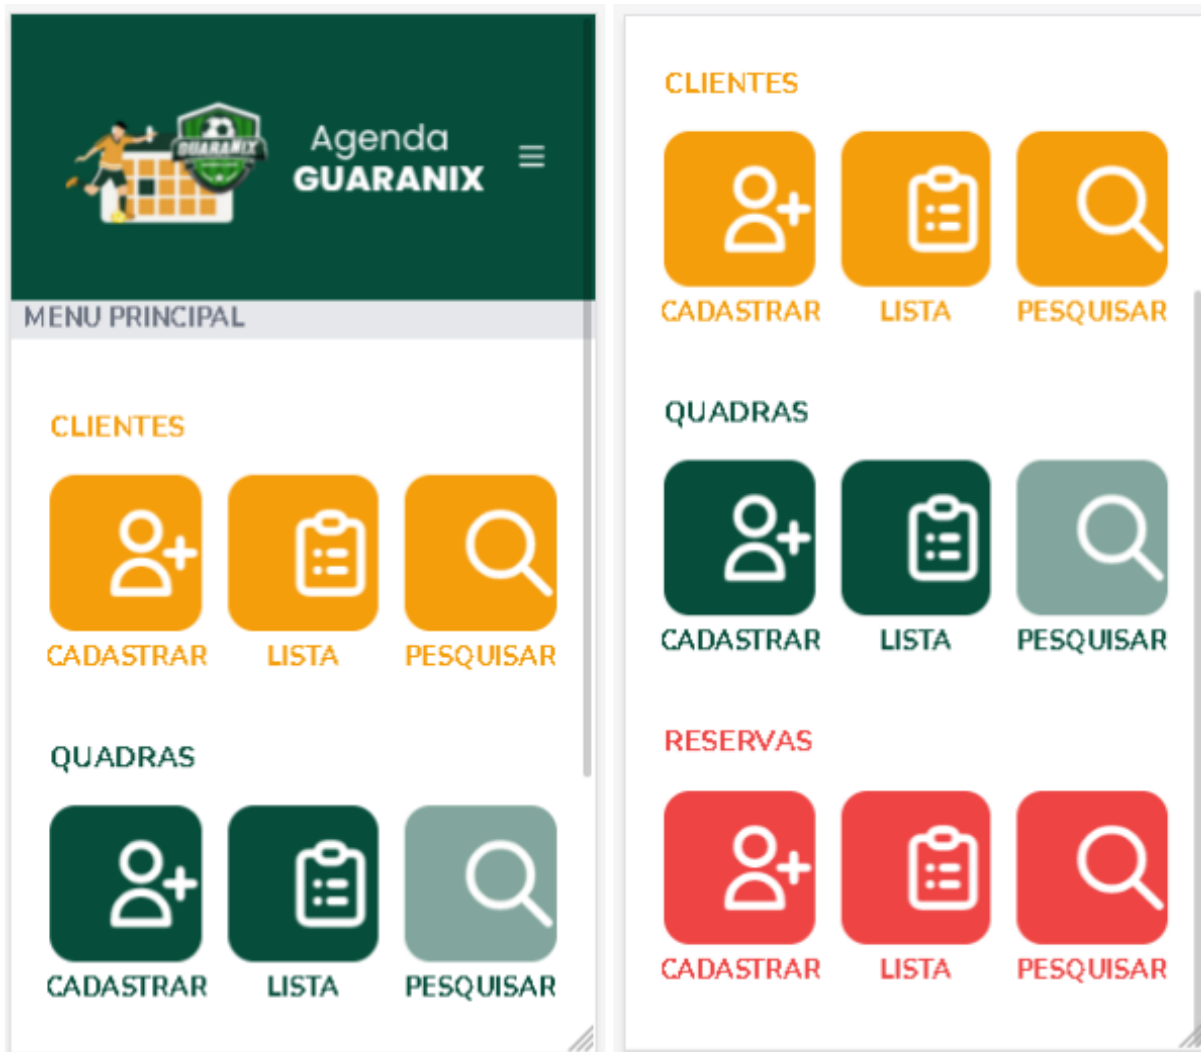 GUARANIX
Agenda
GUARANIX
MENU PRINCIPAL
CLIENTES
CADASTRAR LISTA PESQUISAR
QUADRAS
CADASTRAR LISTA PESQUISAR
CLIENTES
CADASTRAR LISTA PESQUISAR
QUADRAS
CADASTRAR LISTA PESQUISAR
RESERVAS
CADASTRAR LISTA PESQUISAR